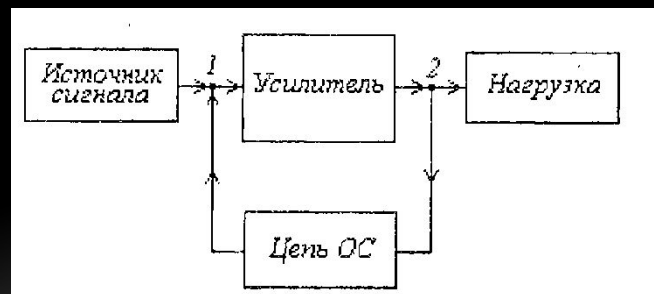 Источник
сигнала
1
Усилитель
2
Нагрузка
Цепь ОС